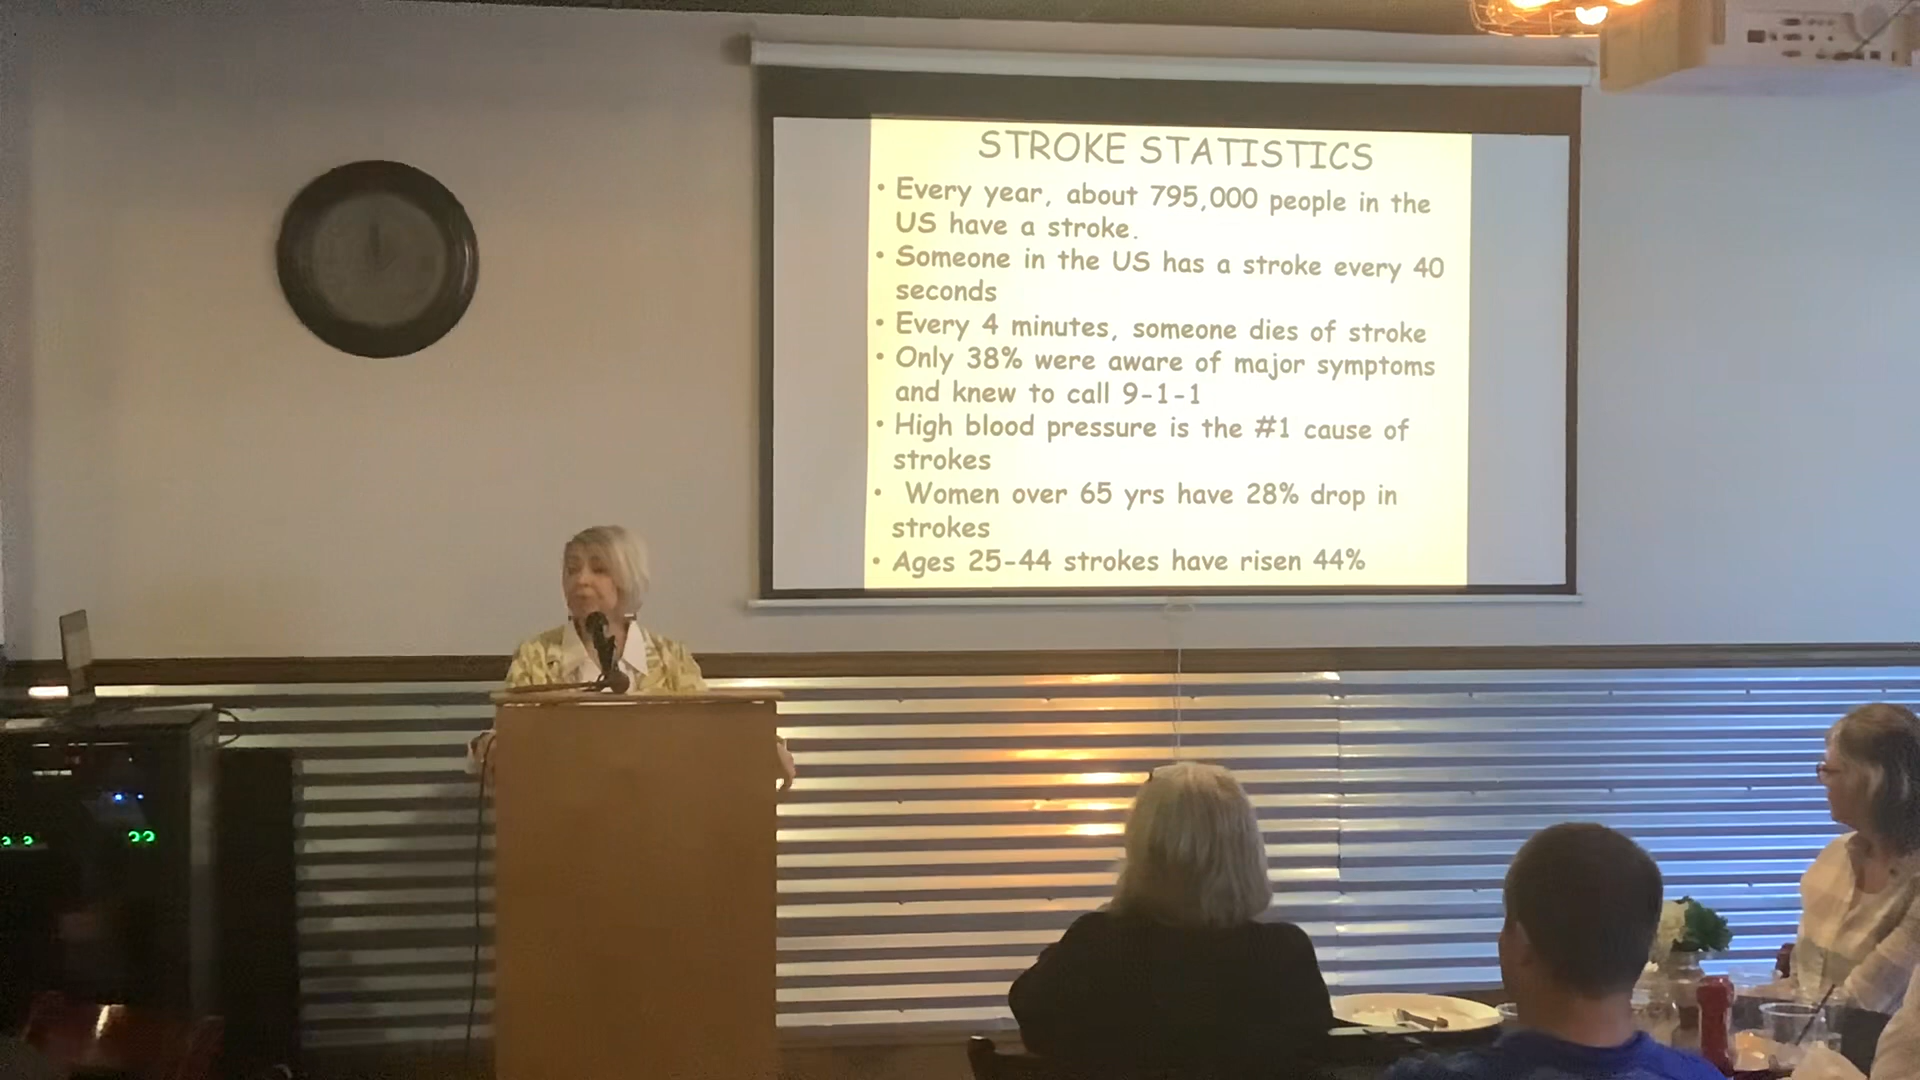 STROKE STATISTICS
• Every year, about 795,000 people in the
US have a stroke.
• Someone in the US has a stroke every 40
seconds
• Every 4 minutes, someone dies of stroke
• Only 38% were aware of major symptoms
and knew to call 9-1-1
• High blood pressure is the #1 cause of
strokes
• Women over 65 yrs have 28% drop in
strokes
• Ages 25-44 strokes have risen 44%